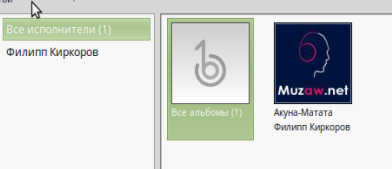 Все исполнители (1)
Филипп Киркоров
Все альбомы (1)
Muzaw.net
Акуна-Матата
Филипп Киркоров